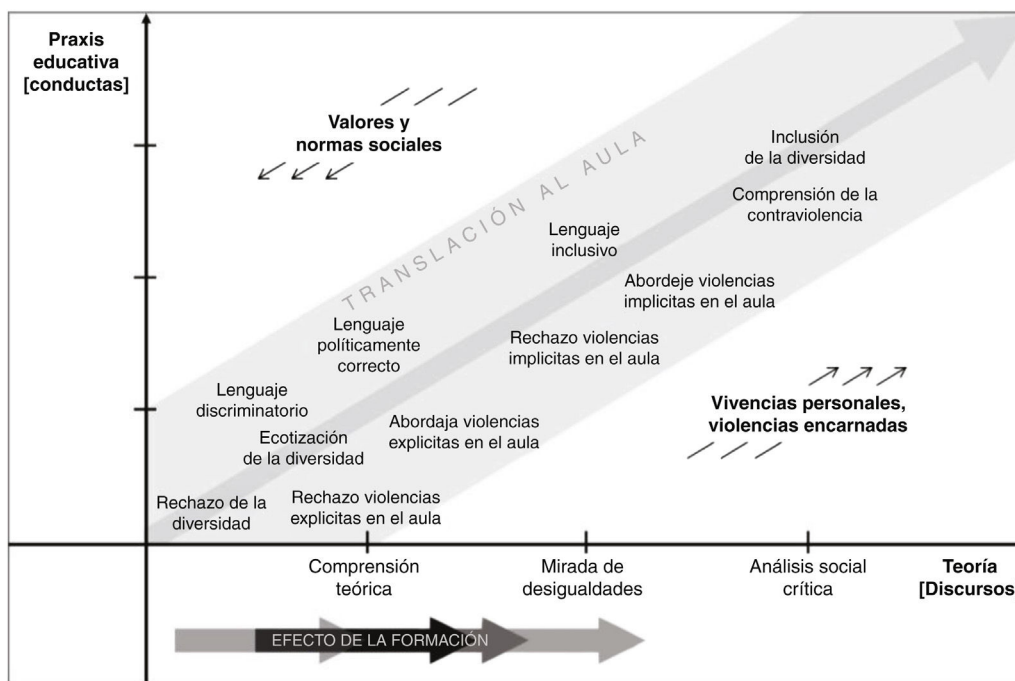 Praxis
educativa
[conductas]
Valores y
normas sociales
TRANSLACIÓN AL AULA
Inclusión
de la diversidad
Comprensión de la
contraviolencia
Lenguaje
inclusivo
Abordeje violencias
implicitas en el aula
Lenguaje
políticamente
correcto
Rechazo violencias
implicitas en el aula
Lenguaje
discriminatorio
Vivencias personales,
violencias encarnadas
Abordaja violencias
explicitas en el aula
Ecotización
de la diversidad
Rechazo de la
diversidad
Rechazo violencias
explicitas en el aula
Comprensión
teórica
Mirada de
desigualdades
Análisis social
crítica
Teoría
[Discursos
EFECTO DE LA FORMACIÓN